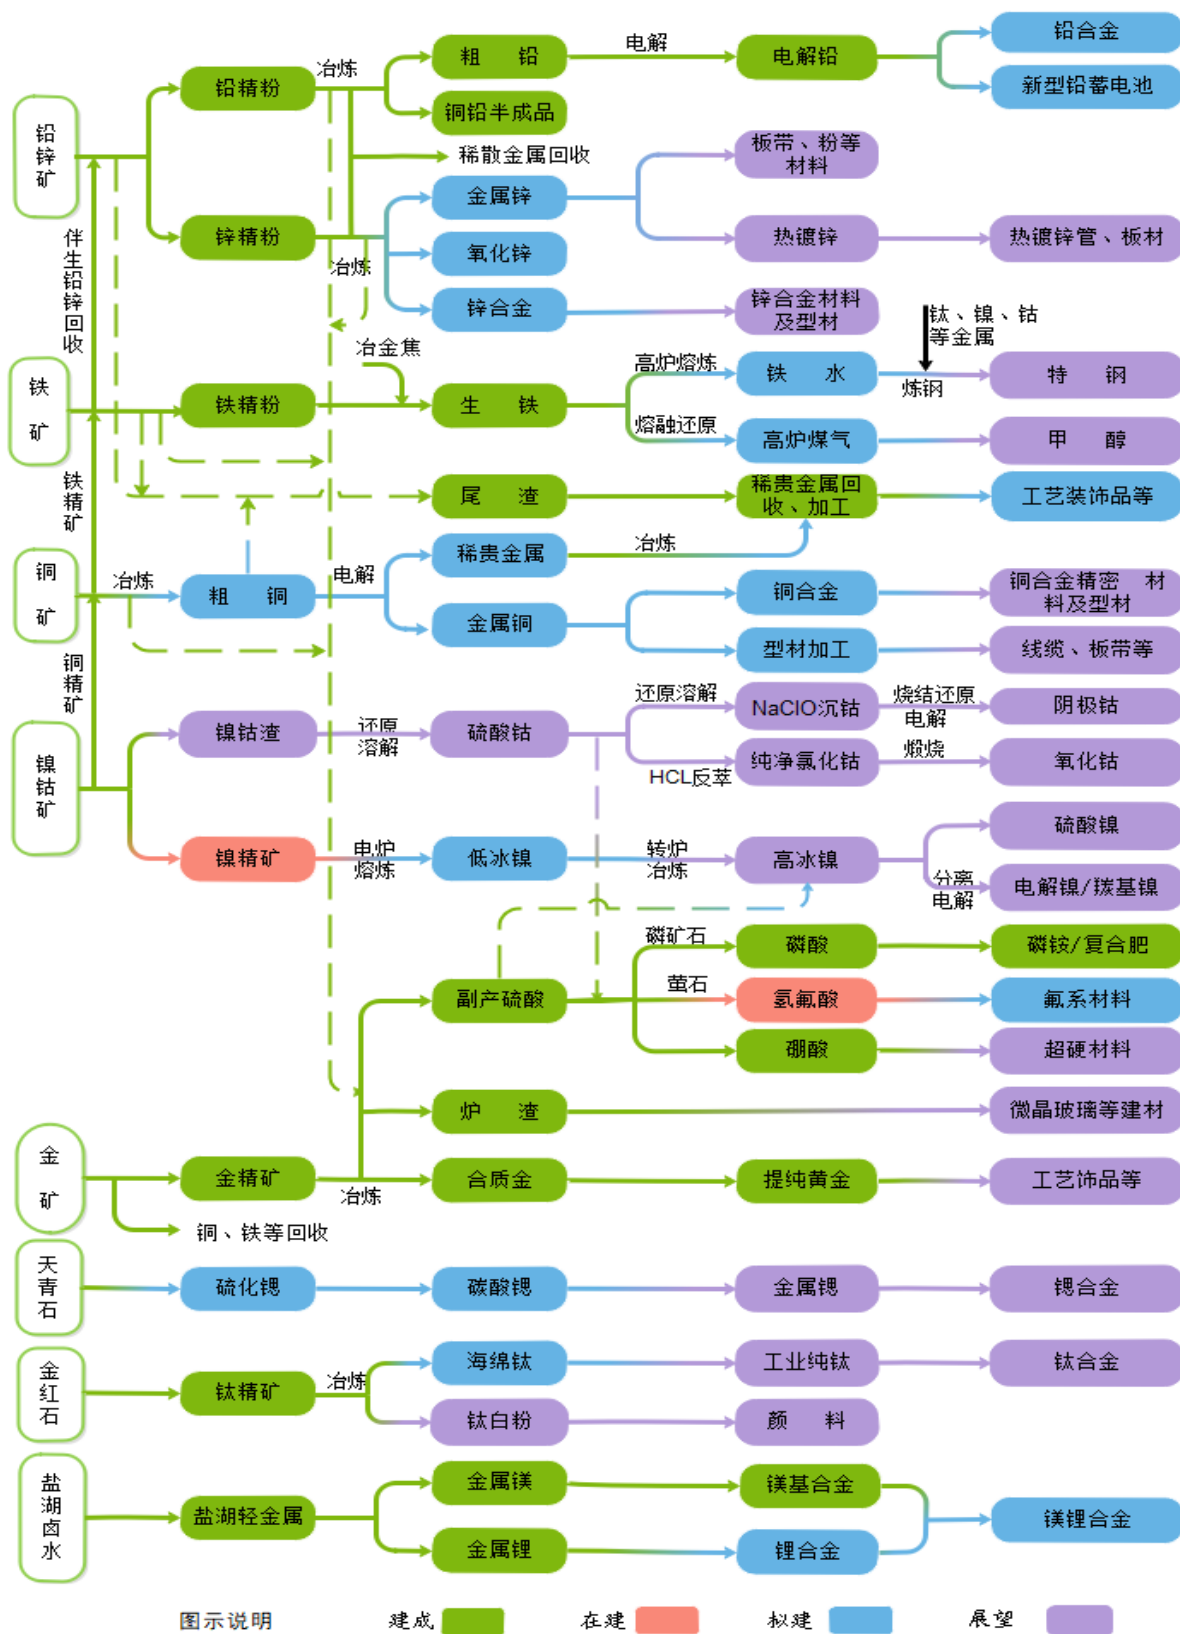 铅锌矿
铅精粉
冶炼
粗 铅
电解
电解铅
铅合金
新型铅蓄电池
铜铅半成品
稀散金属回收
锌精粉
冶炼
金属锌
板带、粉等
材料
热镀锌
热镀锌管、板材
氧化锌
锌合金
锌合金材料
及型材
伴生铅锌回收
铁矿
铁精粉
冶金焦
生 铁
高炉熔炼
铁 水
钛、镍、钴
等金属
炼钢
特 钢
熔融还原
高炉煤气
甲 醇
尾 渣
稀贵金属回
收、加工
工艺装饰品等
铁精矿
铜矿
冶炼
粗 铜
电解
稀贵金属
冶炼
金属铜
铜合金
铜合金精密 材
料及型材
型材加工
线缆、板带等
铜精矿
镍钴矿
镍钴渣
还原
溶解
硫酸钴
还原溶解
NaClO沉钴
烧结还原
电解
阴极钴
HCL反萃
纯净氯化钴
煅烧
氧化钴
镍精矿
电炉
熔炼
低冰镍
转炉
冶炼
高冰镍
硫酸镍
分离
电解
电解镍/羰基镍
副产硫酸
磷矿石
磷酸
磷铵/复合肥
萤石
氢氟酸
氟系材料
硼酸
超硬材料
炉 渣
微晶玻璃等建材
金矿
金精矿
冶炼
合质金
提纯黄金
工艺饰品等
铜、铁等回收
天青石
硫化锶
碳酸锶
金属锶
锶合金
金红石
钛精矿
冶炼
海绵钛
工业纯钛
钛合金
钛白粉
颜 料
盐湖卤水
盐湖轻金属
金属镁
镁基合金
金属锂
锂合金
镁锂合金
图示说明
建成
在建
拟建
展望